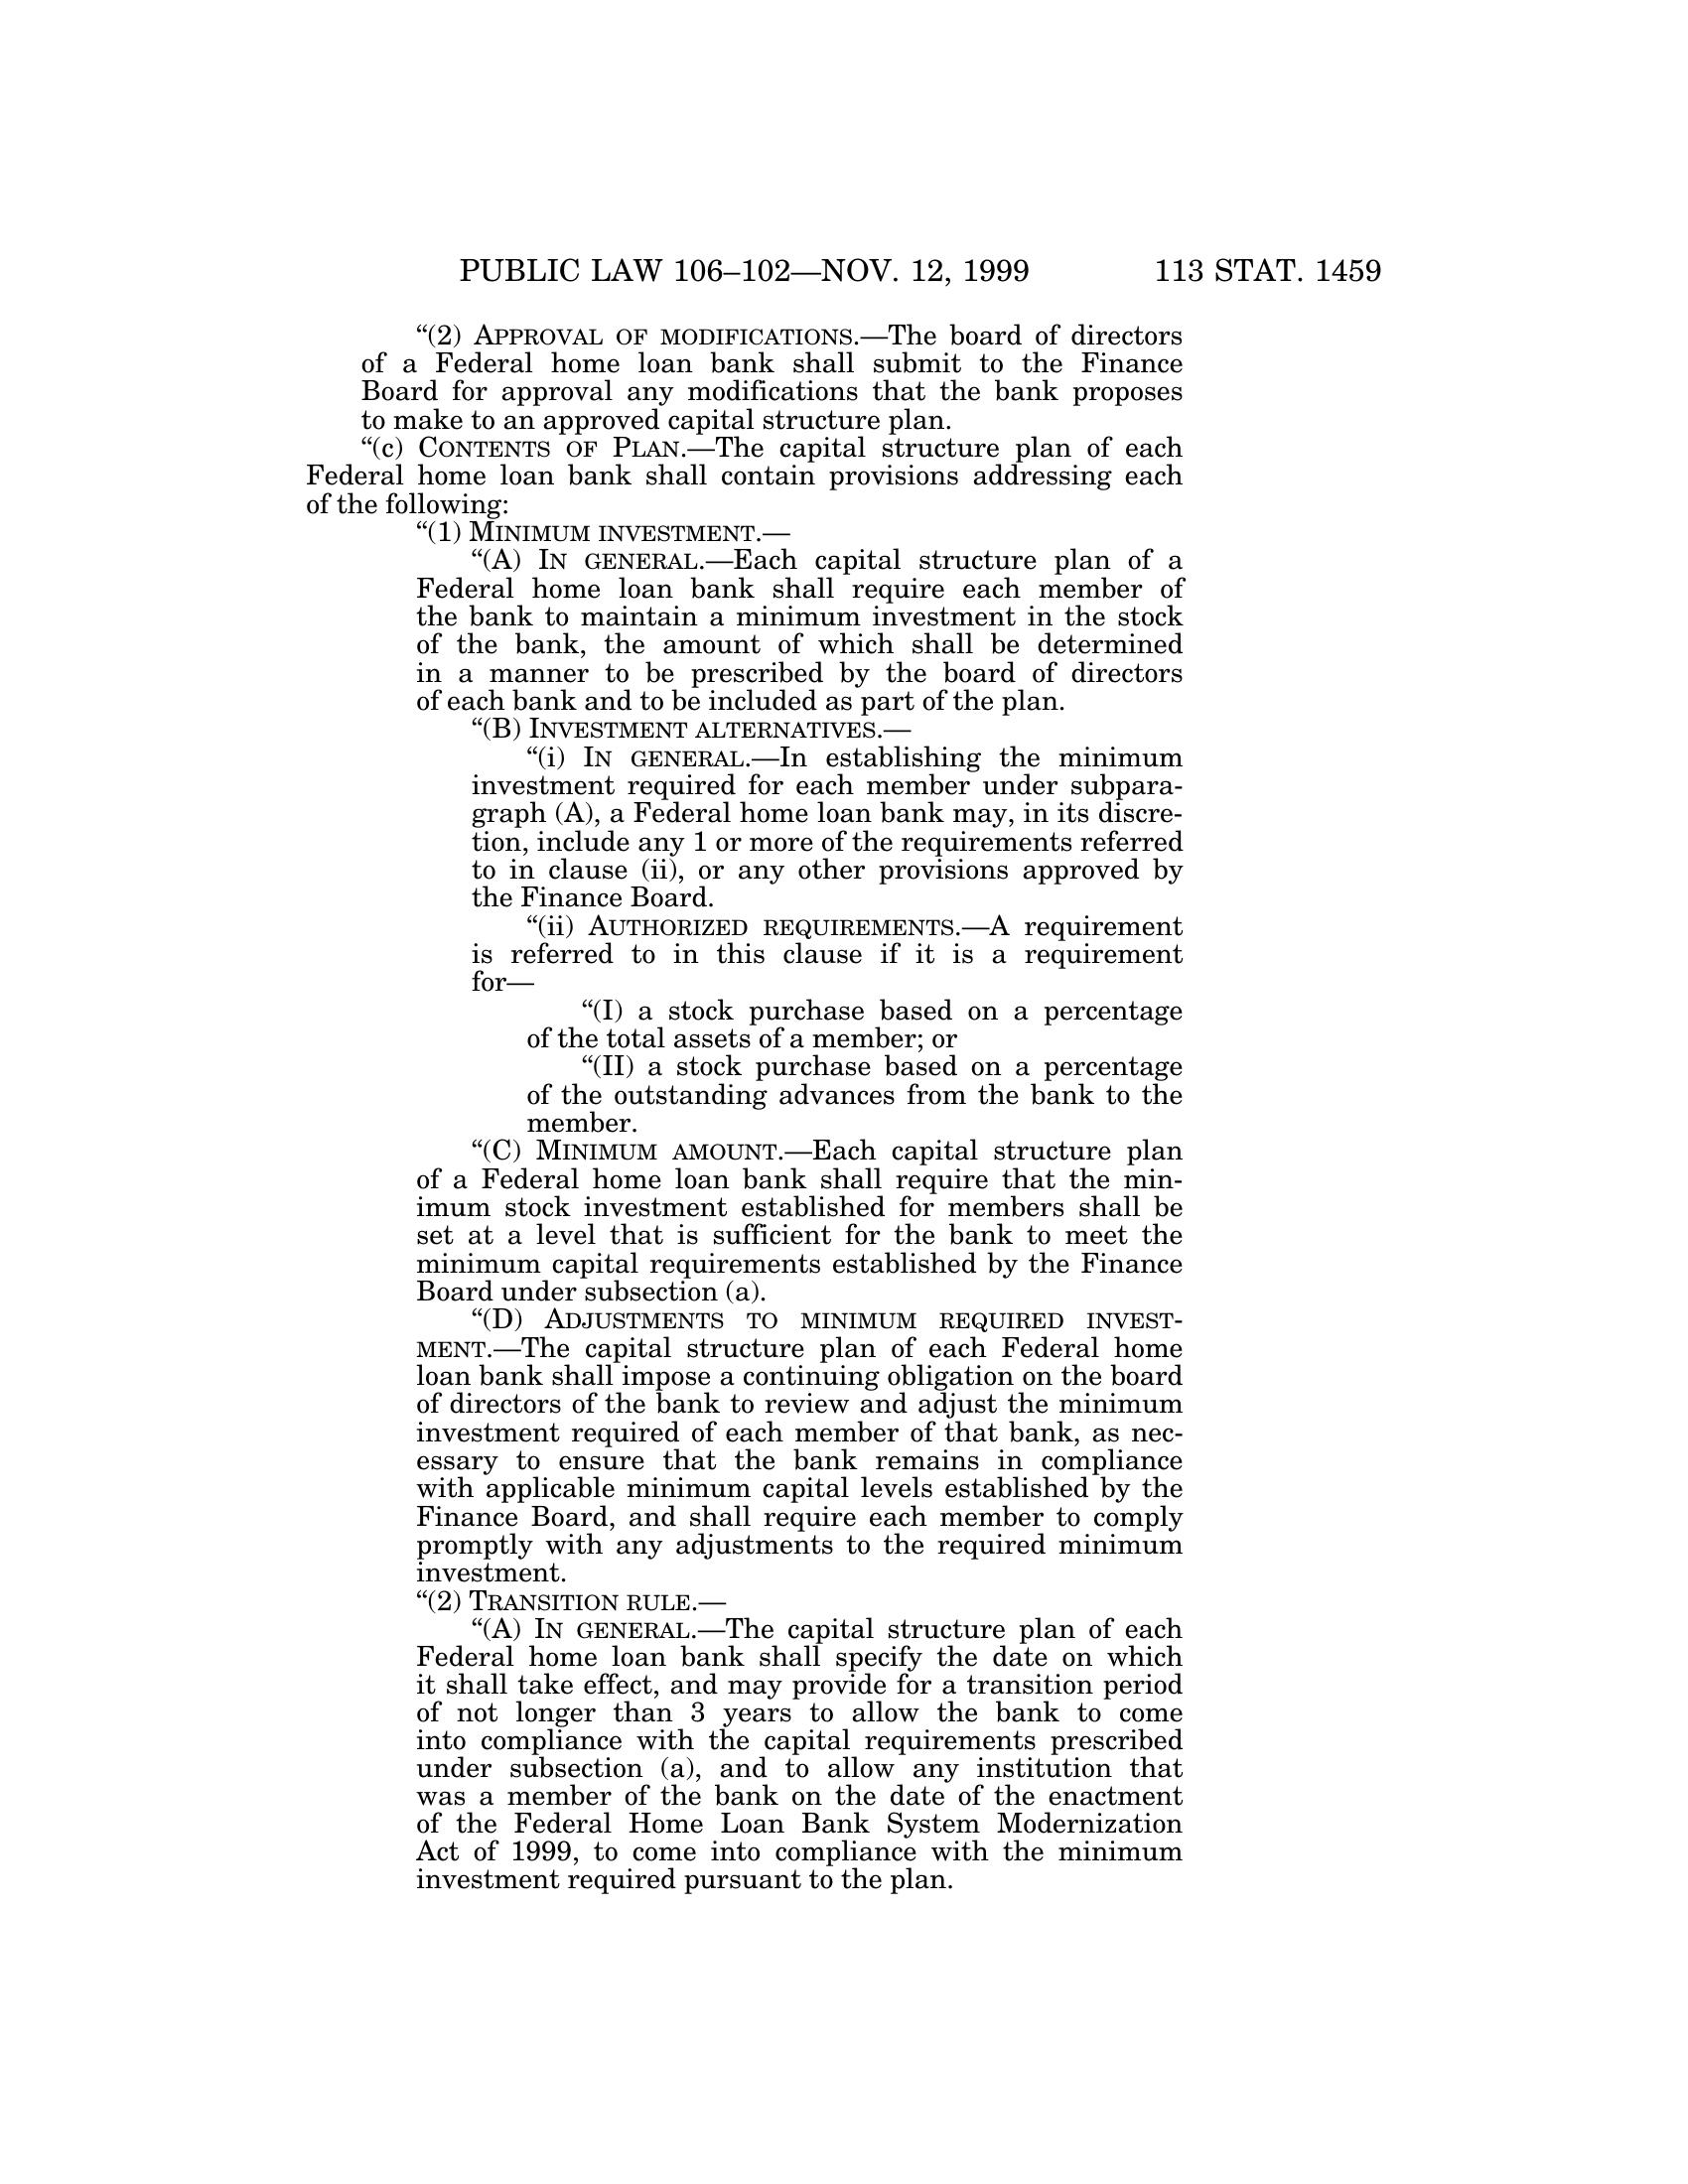 PUBLIC LAW 106–102—NOV. 12, 1999 113 STAT. 1459
“(2) APPROVAL OF MODIFICATIONS.—The board of directors
of a Federal home loan bank shall submit to the Finance
Board for approval any modifications that the bank proposes
to make to an approved capital structure plan.
“(c) CONTENTS OF PLAN.—The capital structure plan of each
Federal home loan bank shall contain provisions addressing each
of the following:
“(1) MINIMUM INVESTMENT.—
“(A) IN GENERAL.—Each capital structure plan of a
Federal home loan bank shall require each member of
the bank to maintain a minimum investment in the stock
of the bank, the amount of which shall be determined
in a manner to be prescribed by the board of directors
of each bank and to be included as part of the plan.
“(B) INVESTMENT ALTERNATIVES.—
“(i) IN GENERAL.—In establishing the minimum
investment required for each member under subpara-
graph (A), a Federal home loan bank may, in its discre-
tion, include any 1 or more of the requirements referred
to in clause (ii), or any other provisions approved by
the Finance Board.
“(ii) AUTHORIZED REQUIREMENTS.—A requirement
is referred to in this clause if it is a requirement
for—
“(I) a stock purchase based on a percentage
of the total assets of a member; or
“(II) a stock purchase based on a percentage
of the outstanding advances from the bank to the
member.
“(C) MINIMUM AMOUNT.—Each capital structure plan
of a Federal home loan bank shall require that the min-
imum stock investment established for members shall be
set at a level that is sufficient for the bank to meet the
minimum capital requirements established by the Finance
Board under subsection (a).
“(D) ADJUSTMENTS TO MINIMUM REQUIRED INVEST-
MENT.—The capital structure plan of each Federal home
loan bank shall impose a continuing obligation on the board
of directors of the bank to review and adjust the minimum
investment required of each member of that bank, as nec-
essary to ensure that the bank remains in compliance
with applicable minimum capital levels established by the
Finance Board, and shall require each member to comply
promptly with any adjustments to the required minimum
investment.
“(2) TRANSITION RULE.—
“(A) IN GENERAL.—The capital structure plan of each
Federal home loan bank shall specify the date on which
it shall take effect, and may provide for a transition period
of not longer than 3 years to allow the bank to come
into compliance with the capital requirements prescribed
under subsection (a), and to allow any institution that
was a member of the bank on the date of the enactment
of the Federal Home Loan Bank System Modernization
Act of 1999, to come into compliance with the minimum
investment required pursuant to the plan.